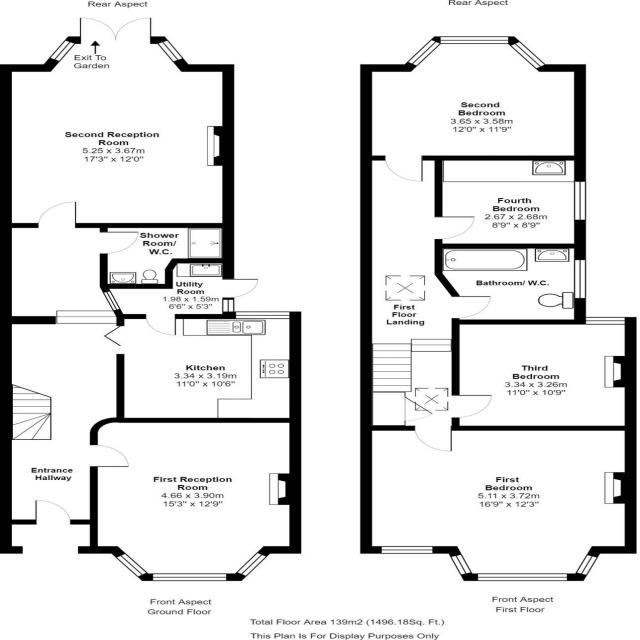 Rear Aspect
Exit To
Garden
Second Reception
Room
5.25 x 3.67m
17'3" x 12'0"
Shower
Room/
W.C.
Utility
Room
1.98 x 1.59m
6'6" x 5'3"
Kitchen
3.34 x 3.19m
11'0" x 10'6"
Entrance
Hallway
First Reception
Room
4.66 x 3.90m
15'3" x 12'9"
Front Aspect
Ground Floor
Rear Aspect
Second
Bedroom
3.65 x 3.58m
12'0" x 11'9"
Fourth
Bedroom
2.67 x 2.68m
8'9" x 8'9"
Bathroom/ W.C.
First
Floor
Landing
Third
Bedroom
3.34 x 3.26m
11'0" x 10'9"
First
Bedroom
5.11 x 3.72m
16'9" x 12'3"
Front Aspect
First Floor
Total Floor Area 139m2 (1496.18Sq. Ft.)
This Plan Is For Display Purposes Only